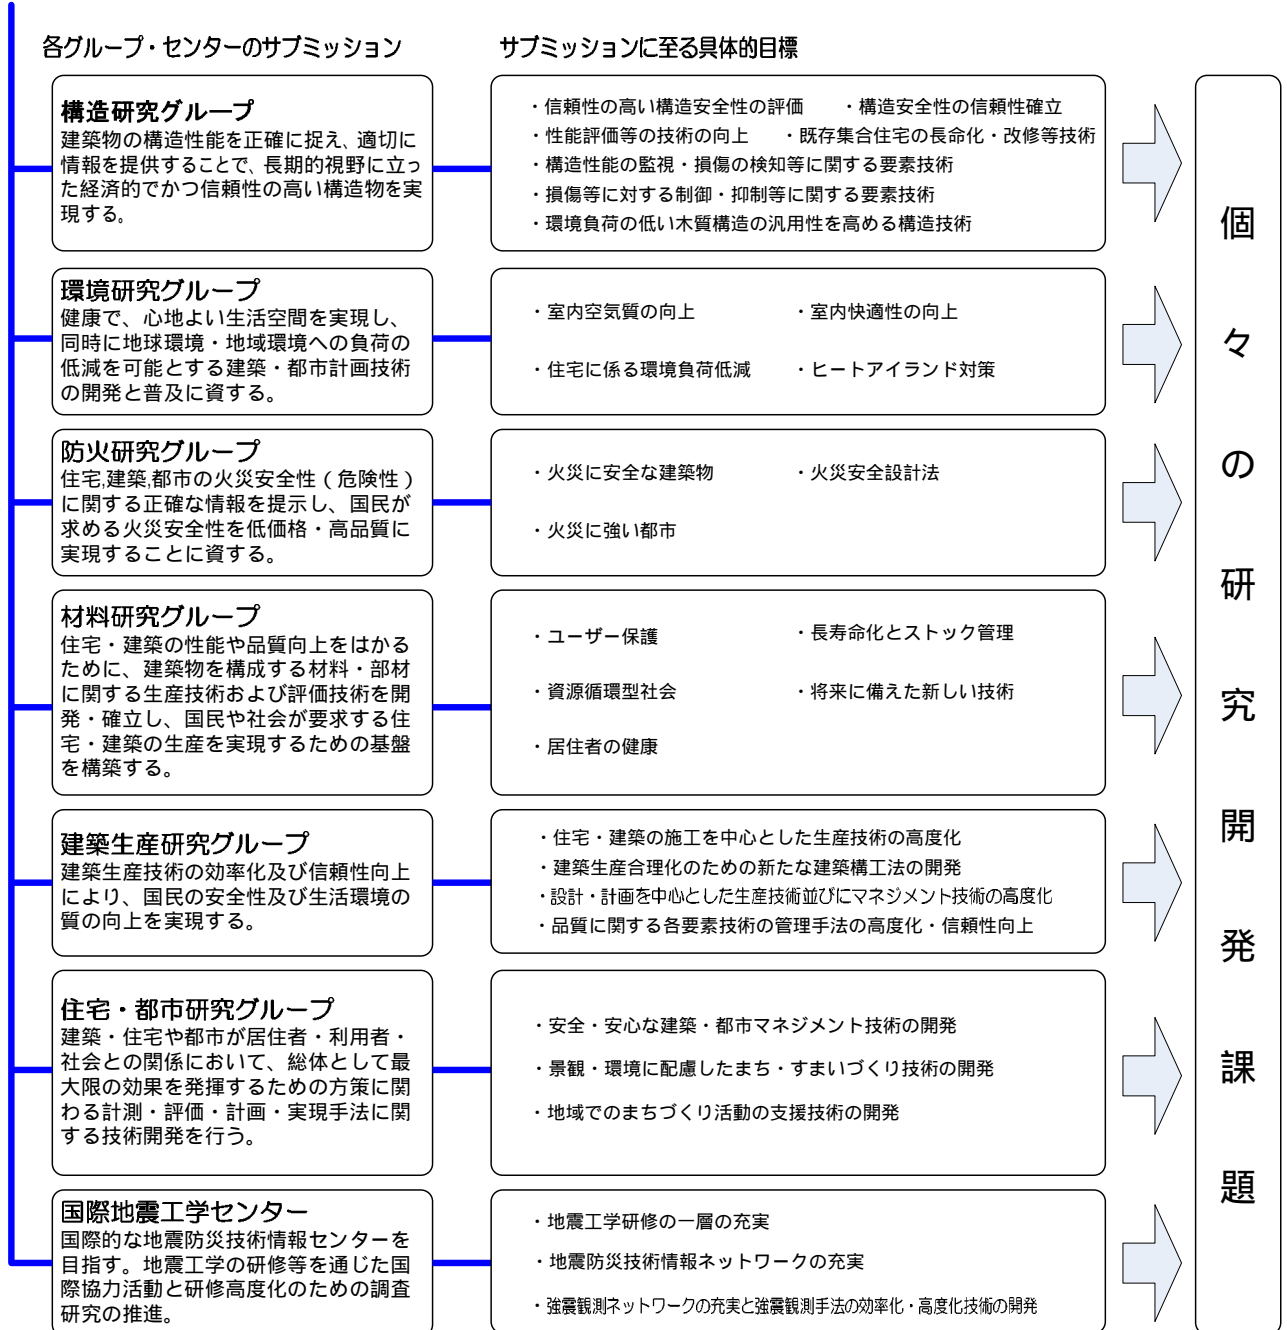 各グループ・センターのサブミッション
サブミッションに至る具体的目標
構造研究グループ
建築物の構造性能を正確に捉え、適切に
情報を提供することで、長期的視野に立っ
た経済的でかつ信頼性の高い構造物を実
現する。
・信頼性の高い構造安全性の評価　・構造安全性の信頼性確立
・性能評価等の技術の向上　・既存集合住宅の長命化・改修等技術
・構造性能の監視・損傷の検知等に関する要素技術
・損傷等に対する制御・抑制等に関する要素技術
・環境負荷の低い木質構造の汎用性を高める構造技術
環境研究グループ
健康で、心地よい生活空間を実現し、
同時に地球環境・地域環境への負荷の
低減を可能とする建築・都市計画技術
の開発と普及に資する。
・室内空気質の向上　・室内快適性の向上
・住宅に係る環境負荷低減　・ヒートアイランド対策
防火研究グループ
住宅,建築,都市の火災安全性（危険性）
に関する正確な情報を提示し、国民が
求める火災安全性を低価格・高品質に
実現することに資する。
・火災に安全な建築物　・火災安全設計法
・火災に強い都市
材料研究グループ
住宅・建築の性能や品質向上をはかる
ために、建築物を構成する材料・部材
に関する生産技術および評価技術を開
発・確立し、国民や社会が要求する住
宅・建築の生産を実現するための基盤
を構築する。
・ユーザー保護　・長寿命化とストック管理
・資源循環型社会　・将来に備えた新しい技術
・居住者の健康
建築生産研究グループ
建築生産技術の効率化及び信頼性向上
により、国民の安全性及び生活環境の
質の向上を実現する。
・住宅・建築の施工を中心とした生産技術の高度化
・建築生産合理化のための新たな建築構工法の開発
・設計・計画を中心とした生産技術並びにマネジメント技術の高度化
・品質に関する各要素技術の管理手法の高度化・信頼性向上
住宅・都市研究グループ
建築・住宅や都市が居住者・利用者・
社会との関係において、総体として最
大限の効果を発揮するための方策に関
わる計測・評価・計画・実現手法に関
する技術開発を行う。
・安全・安心な建築・都市マネジメント技術の開発
・景観・環境に配慮したまち・すまいづくり技術の開発
・地域でのまちづくり活動の支援技術の開発
国際地震工学センター
国際的な地震防災技術情報センターを
目指す。地震工学の研修等を通じた国
際協力活動と研修高度化のための調査
研究の推進。
・地震工学研修の一層の充実
・地震防災技術情報ネットワークの充実
・強震観測ネットワークの充実と強震観測手法の効率化・高度化技術の開発
個々の研究開発課題